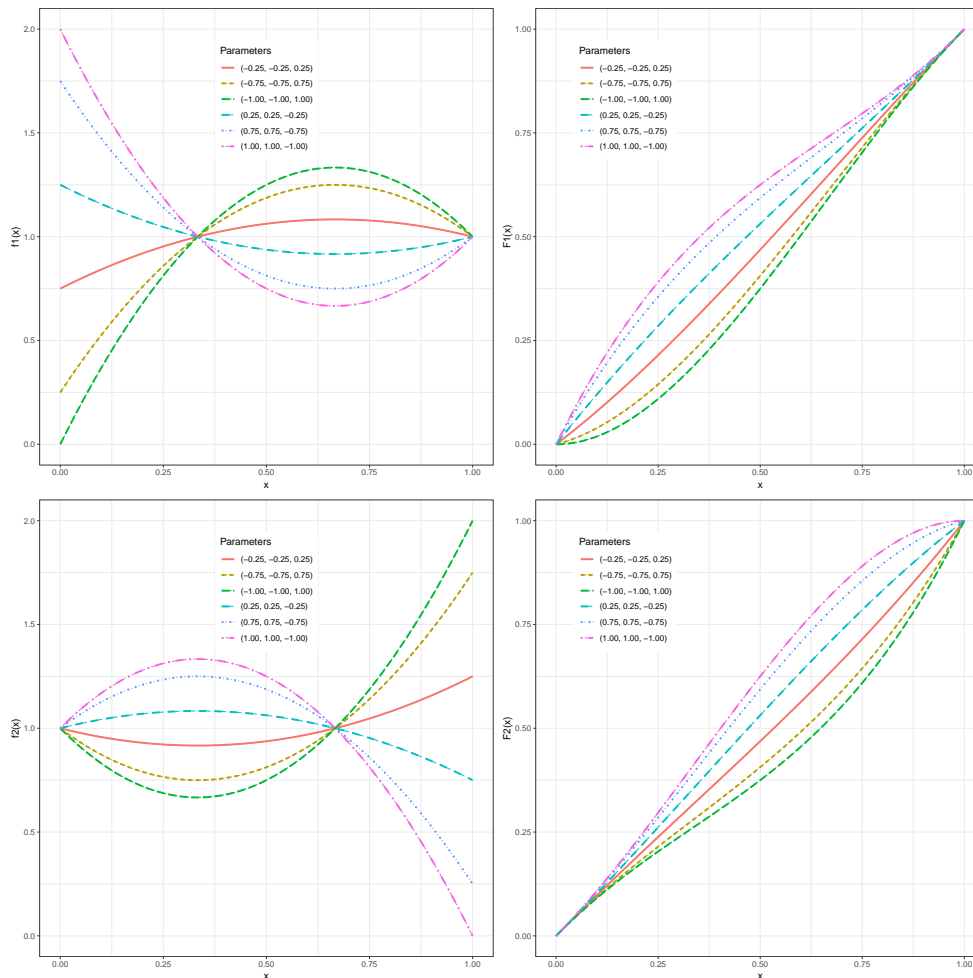 2.0
1.5
1.0
0.5
0.0
f1(x)
Parameters
(−0.25, −0.25, 0.25)
(−0.75, −0.75, 0.75)
(−1.00, −1.00, 1.00)
(0.25, 0.25, −0.25)
(0.75, 0.75, −0.75)
(1.00, 1.00, −1.00)
0.00 0.25 0.50 0.75 1.00
x
1.00
0.75
0.50
0.25
0.00
F1(x)
Parameters
(−0.25, −0.25, 0.25)
(−0.75, −0.75, 0.75)
(−1.00, −1.00, 1.00)
(0.25, 0.25, −0.25)
(0.75, 0.75, −0.75)
(1.00, 1.00, −1.00)
0.00 0.25 0.50 0.75 1.00
x
2.0
1.5
1.0
0.5
0.0
f2(x)
Parameters
(−0.25, −0.25, 0.25)
(−0.75, −0.75, 0.75)
(−1.00, −1.00, 1.00)
(0.25, 0.25, −0.25)
(0.75, 0.75, −0.75)
(1.00, 1.00, −1.00)
0.00 0.25 0.50 0.75 1.00
x
1.00
0.75
0.50
0.25
0.00
F2(x)
Parameters
(−0.25, −0.25, 0.25)
(−0.75, −0.75, 0.75)
(−1.00, −1.00, 1.00)
(0.25, 0.25, −0.25)
(0.75, 0.75, −0.75)
(1.00, 1.00, −1.00)
0.00 0.25 0.50 0.75 1.00
x